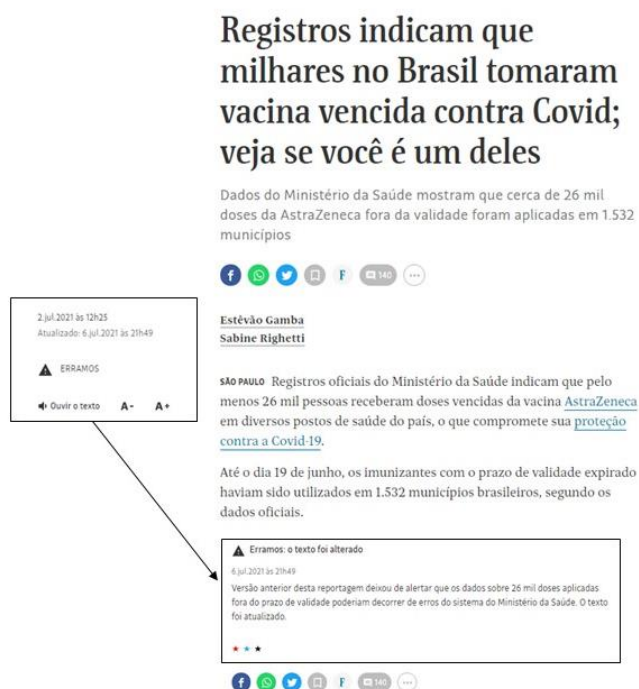 Registros indicam que
milhares no Brasil tomaram
vacina vencida contra Covid;
veja se você é um deles
Dados do Ministério da Saúde mostram que cerca de 26 mil
doses da AstraZeneca fora da validade foram aplicadas em 1.532
municípios
F 140
2.jul.2021 às 12h25
Atualizado: 6.jul.2021 às 21h49
ERRAMOS
Ouvir o texto A- A+
Estêvão Gamba
Sabine Righetti
SÃO PAULO Registros oficiais do Ministério da Saúde indicam que pelo
menos 26 mil pessoas receberam doses vencidas da vacina AstraZeneca
em diversos postos de saúde do país, o que compromete sua proteção
contra a Covid-19.
Até o dia 19 de junho, os imunizantes com o prazo de validade expirado
haviam sido utilizados em 1.532 municípios brasileiros, segundo os
dados oficiais.
Erramos: o texto foi alterado
6.jul.2021 às 21h49
Versão anterior desta reportagem deixou de alertar que os dados sobre 26 mil doses aplicadas
fora do prazo de validade poderiam decorrer de erros do sistema do Ministério da Saúde. O texto
foi atualizado.
F 140